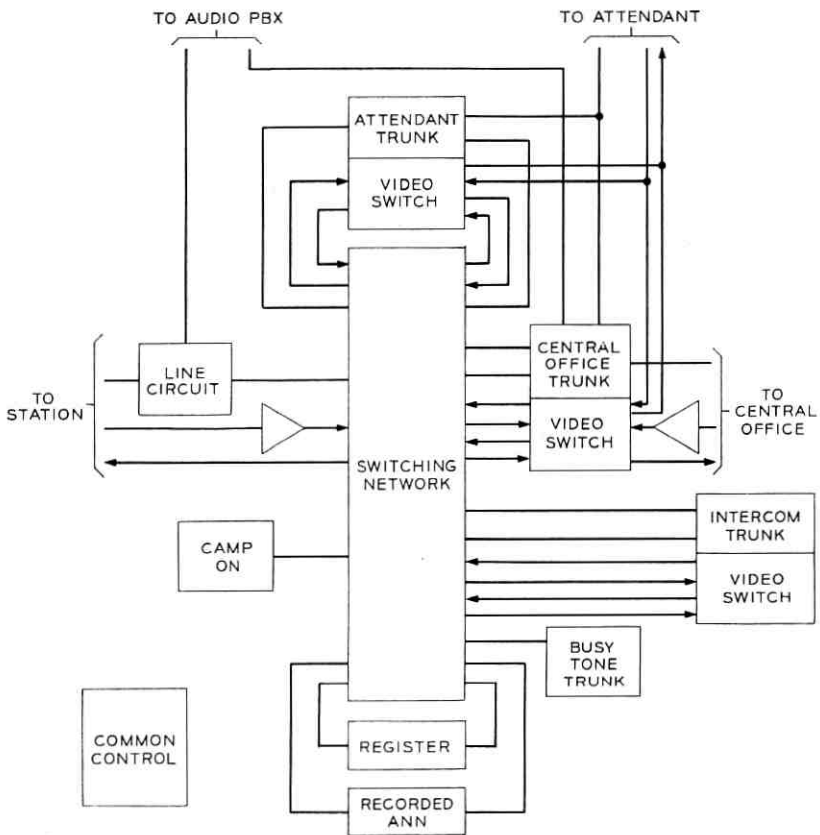 TO AUDIO PBX
TO ATTENDANT
ATTENDANT
TRUNK
VIDEO
SWITCH
LINE
CIRCUIT
TO
STATION
CENTRAL
OFFICE
TRUNK
VIDEO
SWITCH
TO
CENTRAL
OFFICE
SWITCHING
NETWORK
CAMP
ON
INTERCOM
TRUNK
VIDEO
SWITCH
BUSY
TONE
TRUNK
COMMON
CONTROL
REGISTER
RECORDED
ANN